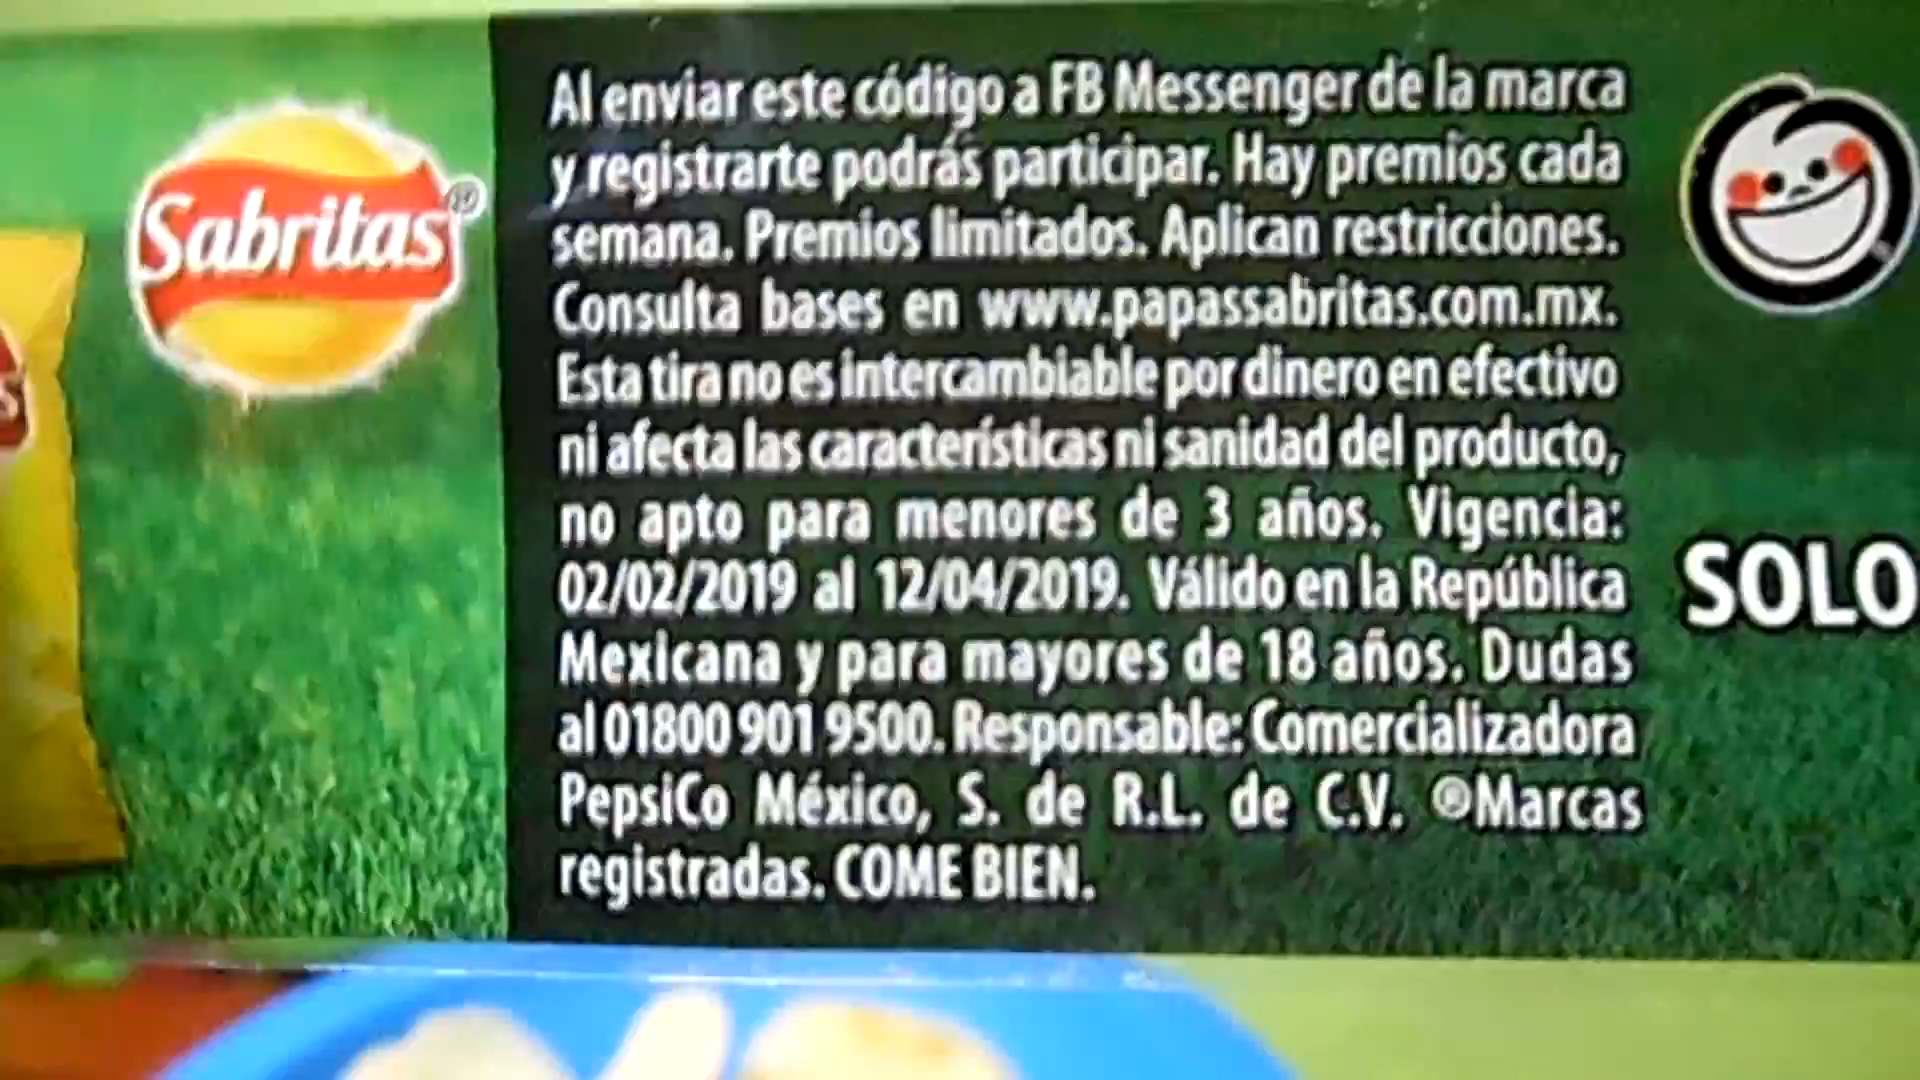 Sabritas®
Al enviar este código a FB Messenger de la marca
y registrarte podrás participar. Hay premios cada
semana. Premios limitados. Aplican restricciones.
Consulta bases en www.papassabritas.com.mx.
Esta tira no es intercambiable por dinero en efectivo
ni afecta las características ni sanidad del producto,
no apto para menores de 3 años. Vigencia:
02/02/2019 al 12/04/2019. Válido en la República
Mexicana y para mayores de 18 años. Dudas
al 01800 901 9500. Responsable: Comercializadora
PepsiCo México, S. de R.L. de C.V. ®Marcas
registradas. COME BIEN.
SOLO